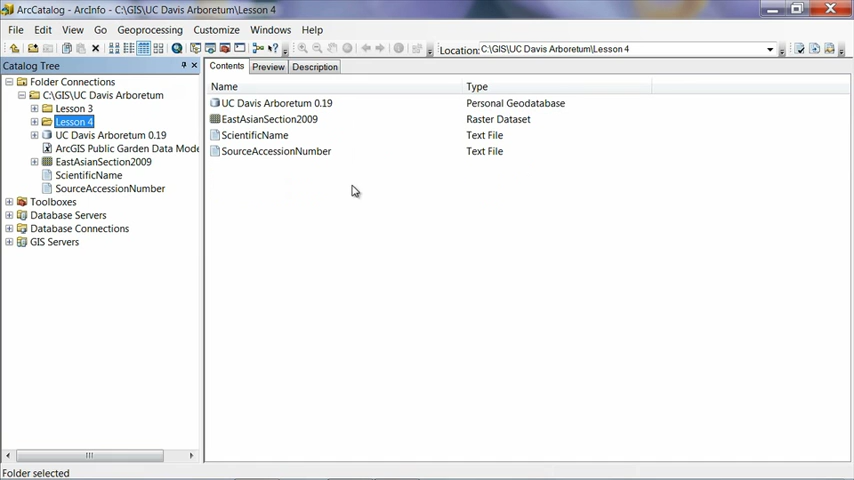 ArcCatalog - ArcInfo - C:\GIS\UC Davis Arboretum\Lesson 4
File Edit View Go Geoprocessing Customize Windows Help
Location: C:\GIS\UC Davis Arboretum\Lesson 4
Catalog Tree
Folder Connections
C:\GIS\UC Davis Arboretum
Lesson 3
Lesson 4
UC Davis Arboretum 0.19
ArcGIS Public Garden Data Mode
EastAsianSection2009
ScientificName
SourceAccessionNumber
Toolboxes
Database Servers
Database Connections
GIS Servers
Contents Preview Description
Name Type
UC Davis Arboretum 0.19 Personal Geodatabase
EastAsianSection2009 Raster Dataset
ScientificName Text File
SourceAccessionNumber Text File
Folder selected